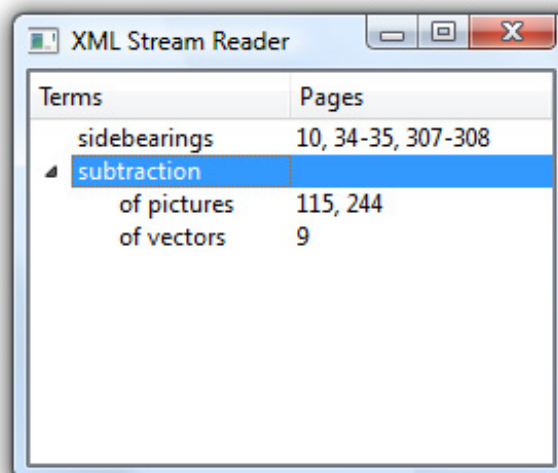 XML Stream Reader
Terms Pages
sidebearings 10, 34-35, 307-308
subtraction
of pictures 115, 244
of vectors 9